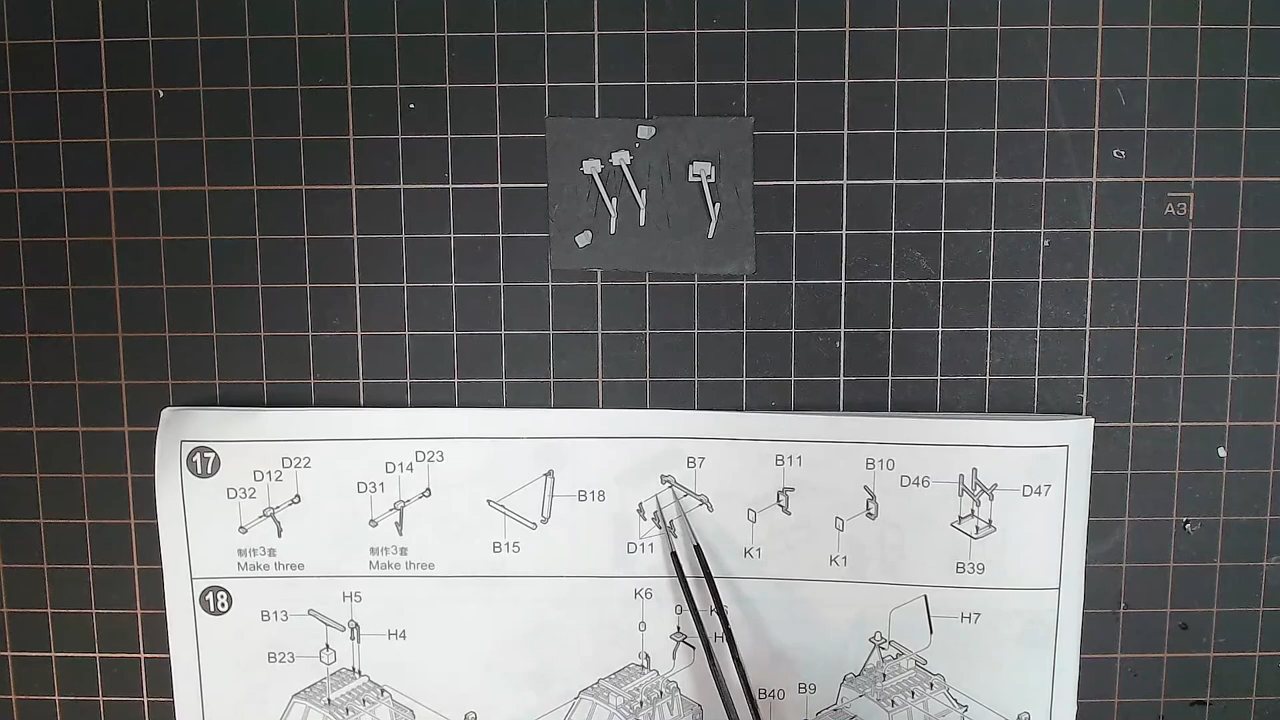 A3
17
D32
D12
D22
制作3套
Make three
D31
D14
D23
制作3套
Make three
B15
B18
B7
D11
B11
K1
B10
K1
D46
D47
B39
18
B13
H5
H4
B23
K6
B40
B9
H7